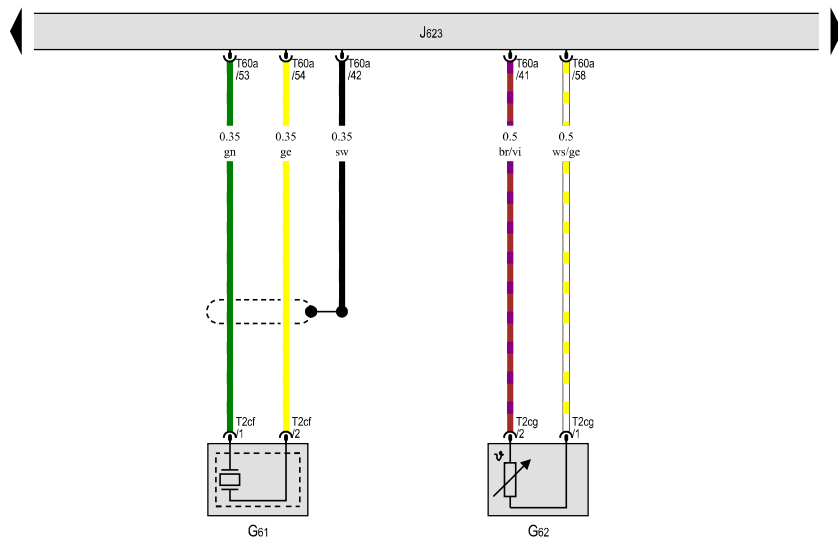 J623
T60a
/53
T60a
/54
T60a
/42
T60a
/41
T60a
/58
0.35
gn
0.35
ge
0.35
sw
0.5
br/vi
0.5
ws/ge
T2cf
/1
T2cf
/2
T2cg
/2
T2cg
/1
ϑ
G61
G62